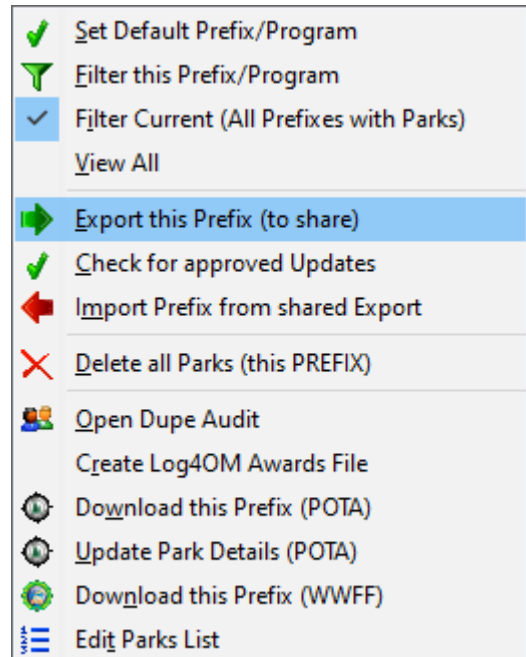 Set Default Prefix/Program
Filter this Prefix/Program
Filter Current (All Prefixes with Parks)
View All
Export this Prefix (to share)
Check for approved Updates
Import Prefix from shared Export
Delete all Parks (this PREFIX)
Open Dupe Audit
Create Log4OM Awards File
Download this Prefix (POTA)
Update Park Details (POTA)
Download this Prefix (WWFF)
Edit Parks List